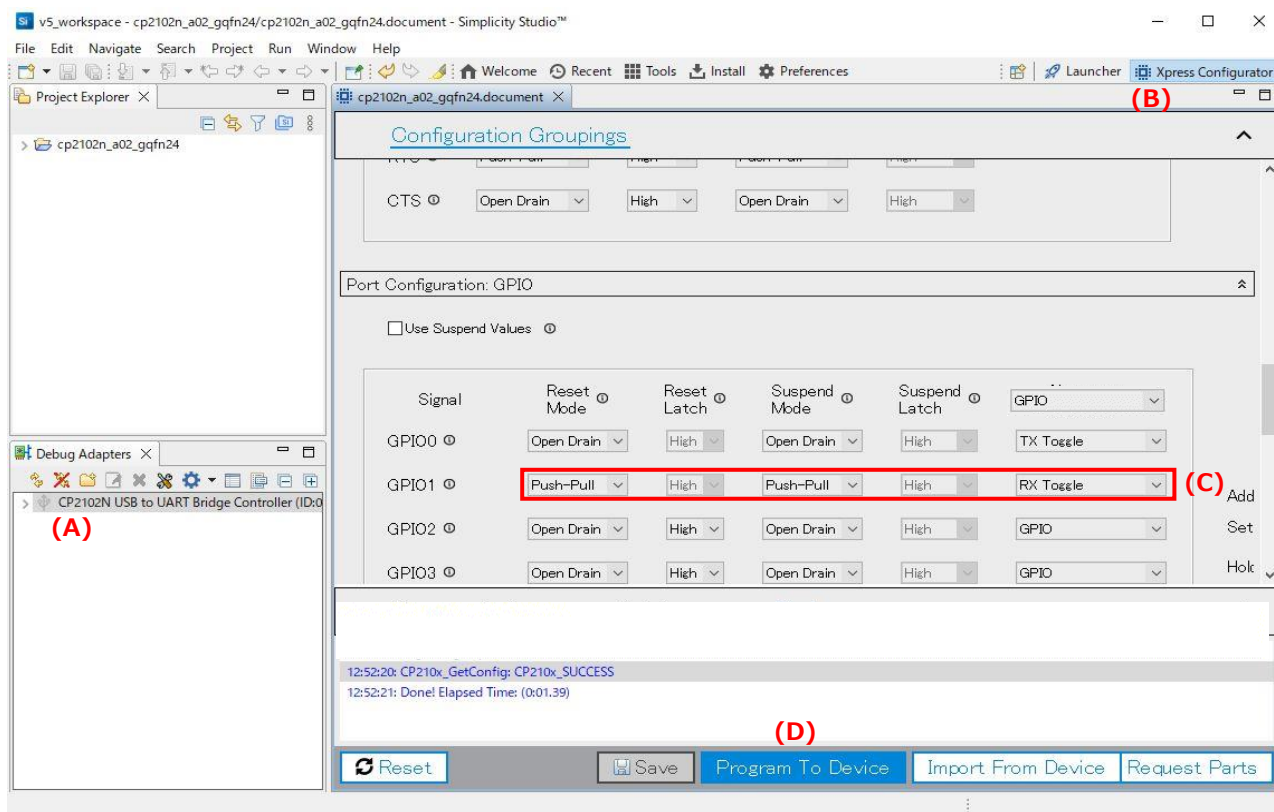 v5_workspace - cp2102n_a02_gqfn24/cp2102n_a02_gqfn24.document - Simplicity Studio™
File Edit Navigate Search Project Run Window Help
Welcome Recent Tools Install Preferences Launcher Xpress Configurator
(B)
Project Explorer
cp2102n_a02_gqfn24.document
cp2102n_a02_gqfn24
Configuration Groupings
CTS Open Drain High Open Drain High
Port Configuration: GPIO
Use Suspend Values
Signal Reset Mode Reset Latch Suspend Mode Suspend Latch GPIO
GPIO0 Open Drain High Open Drain High TX Toggle
GPIO1 Push-Pull High Push-Pull High RX Toggle
(C)
Add
GPIO2 Open Drain High Open Drain High GPIO
Set
GPIO3 Open Drain High Open Drain High GPIO
Debug Adapters
CP2102N USB to UART Bridge Controller (ID:0
(A)
12:52:20: CP210x_GetConfig: CP210x_SUCCESS
12:52:21: Done! Elapsed Time: (0:01.39)
(D)
Reset Save Program To Device Import From Device Request Parts